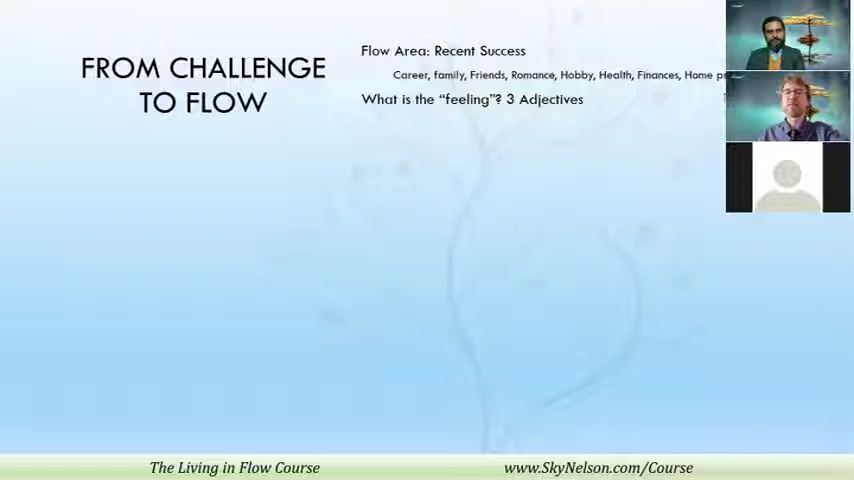 FROM CHALLENGE
TO FLOW
Flow Area: Recent Success
Career, family, Friends, Romance, Hobby, Health, Finances, Home
What is the “feeling”? 3 Adjectives
The Living in Flow Course
www.SkyNelson.com/Course